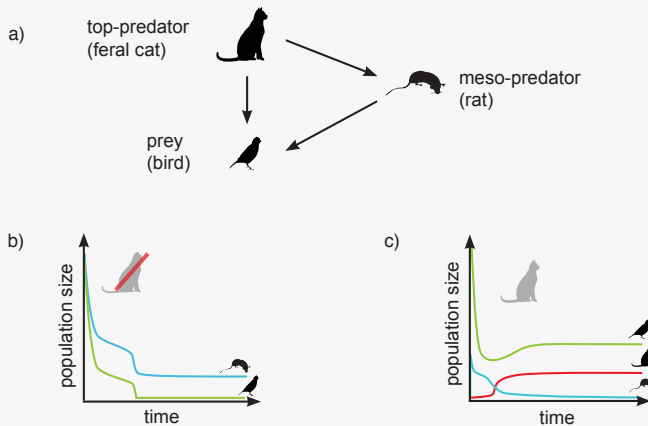 a)
top-predator
(feral cat)
meso-predator
(rat)
prey
(bird)
b)
population size
time
c)
population size
time